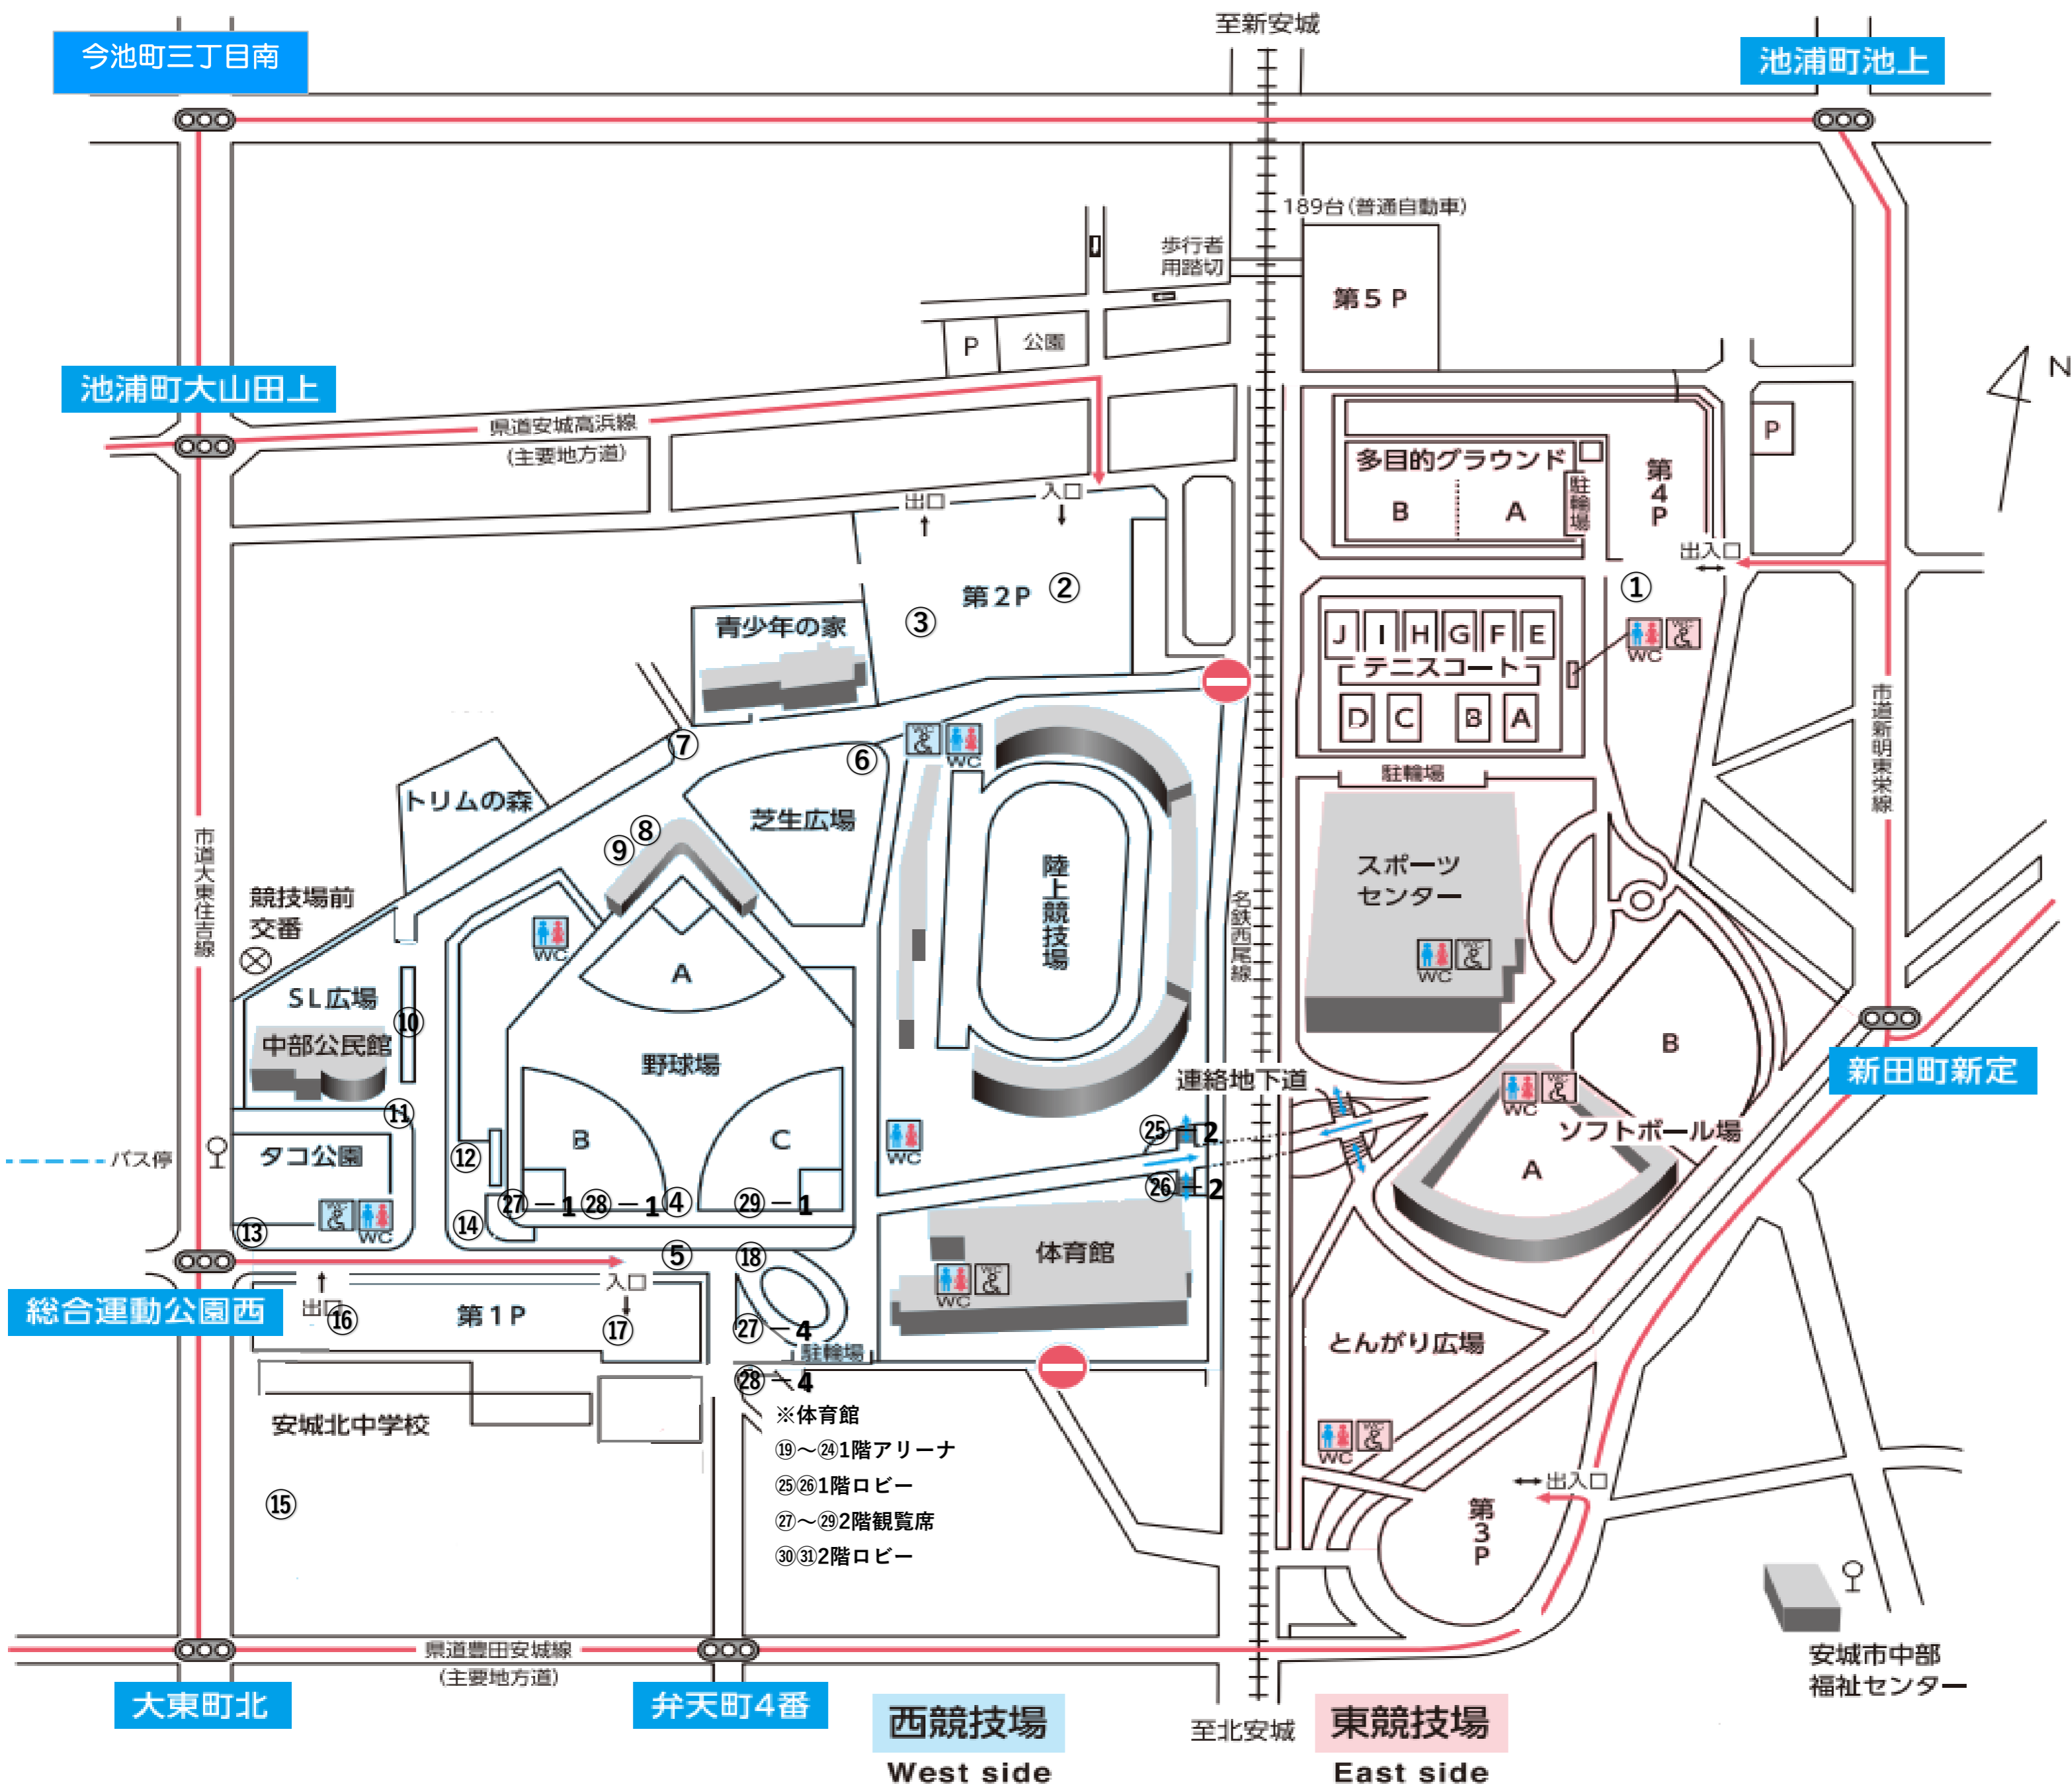 至新安城
今池町三丁目南
池浦町池上
189台(普通自動車)
歩行者
用踏切
第5P
P
公園
N
池浦町大山田上
県道安城高浜線
(主要地方道)
P
多目的グラウンド
B
A
駐輪場
第4P
出口
入口
出入口
第2P
②
①
③
青少年の家
J
I
H
G
F
E
テニスコート
WC
WC
D
C
B
A
市道新明東栄線
⑦
⑥
WC
WC
駐輪場
トリムの森
芝生広場
⑧
⑨
市道大東住吉線
陸上競技場
スポーツ
センター
競技場前
交番
名鉄西尾線
WC
WC
WC
A
SL広場
⑩
中部公民館
野球場
B
連絡地下道
新田町新定
WC
WC
⑪
バス停
タコ公園
⑫
B
C
WC
㉕－2
ソフトボール場
A
㉖－2
㉗－1
㉘－1
④
㉙－1
WC
WC
⑬
⑭
⑤
⑱
体育館
WC
WC
総合運動公園西
出口
⑯
第1P
入口
⑰
㉗－4
駐輪場
とんがり広場
㉘－4
安城北中学校
※体育館
⑲～㉔1階アリーナ
㉕㉖1階ロビー
㉗～㉙2階観覧席
㉚㉛2階ロビー
WC
WC
⑮
出入口
第3P
県道豊田安城線
(主要地方道)
安城市中部
福祉センター
大東町北
弁天町4番
西競技場
West side
至北安城
東競技場
East side